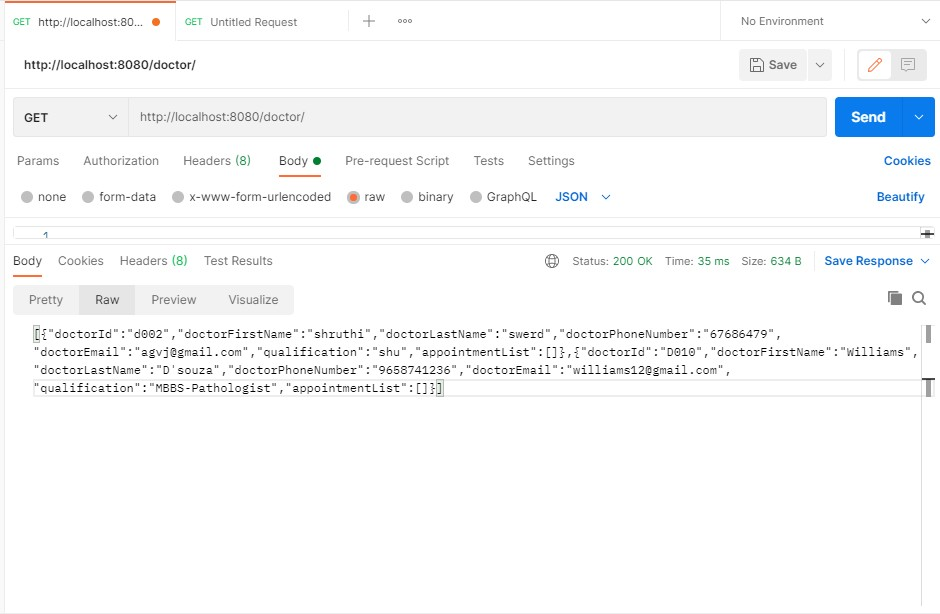 GET http://localhost:80... GET Untitled Request No Environment
http://localhost:8080/doctor/ Save
GET http://localhost:8080/doctor/ Send
Params Authorization Headers (8) Body Pre-request Script Tests Settings Cookies
none form-data x-www-form-urlencoded raw binary GraphQL JSON Beautify
1
Body Cookies Headers (8) Test Results Status: 200 OK Time: 35 ms Size: 634 B Save Response
Pretty Raw Preview Visualize
[{"doctorId":"d002","doctorFirstName":"shruthi","doctorLastName":"swerd","doctorPhoneNumber":"67686479",
"doctorEmail":"agvj@gmail.com","qualification":"shu","appointmentList":[]},{"doctorId":"D010","doctorFirstName":"Williams",
"doctorLastName":"D'souza","doctorPhoneNumber":"9658741236","doctorEmail":"williams12@gmail.com",
"qualification":"MBBS-Pathologist","appointmentList":[]}]